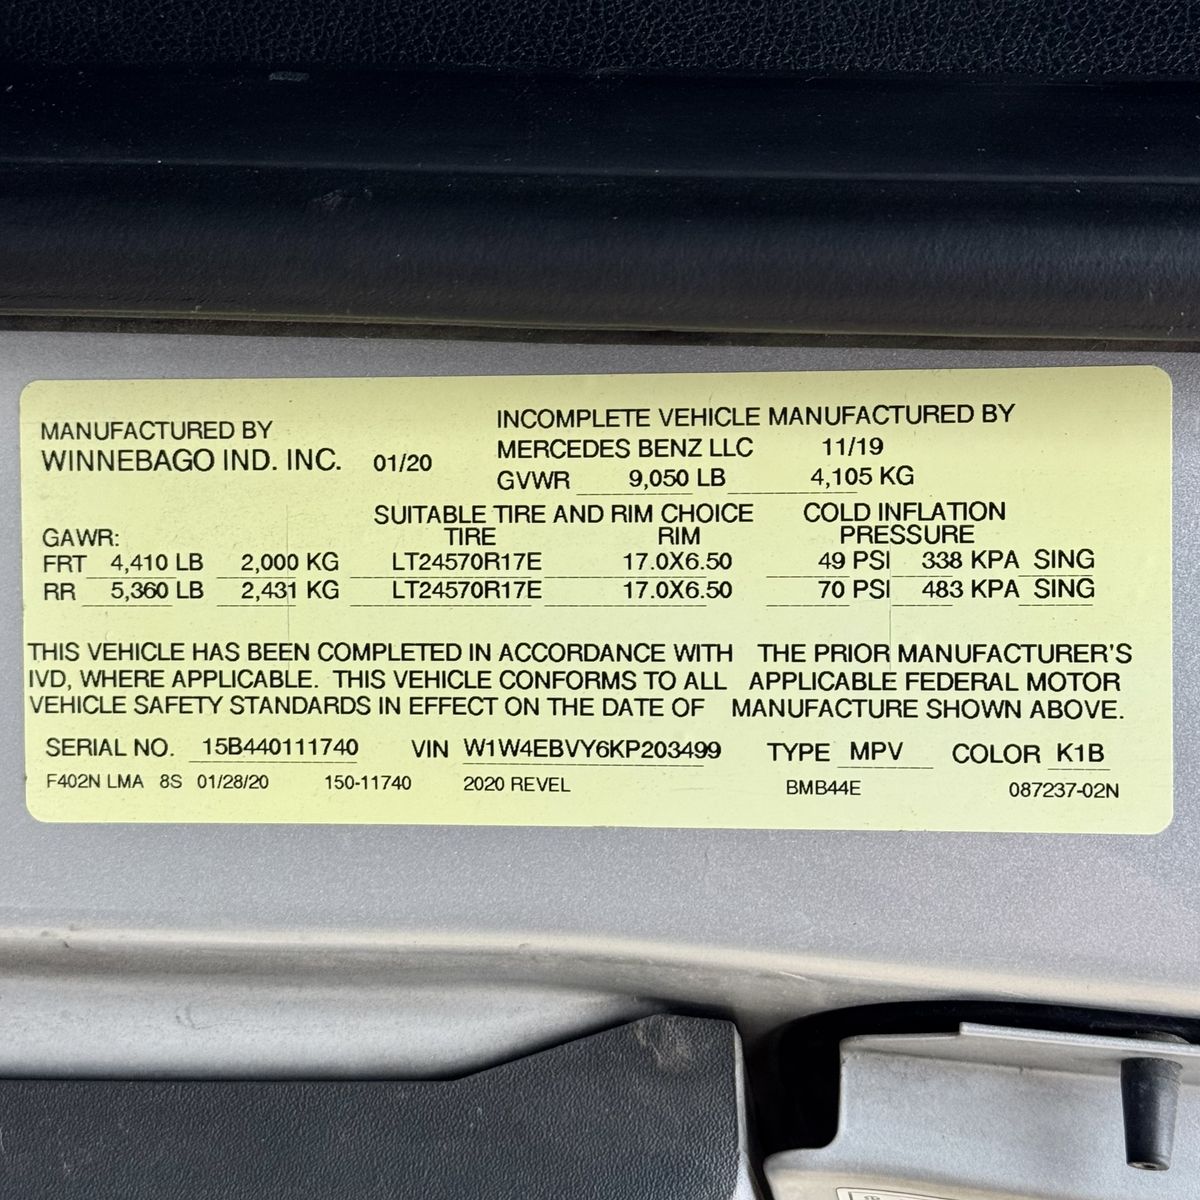 MANUFACTURED BY
WINNEBAGO IND. INC. 01/20
INCOMPLETE VEHICLE MANUFACTURED BY
MERCEDES BENZ LLC 11/19
GVWR 9,050 LB 4,105 KG
SUITABLE TIRE AND RIM CHOICE COLD INFLATION
GAWR: TIRE RIM PRESSURE
FRT 4,410 LB 2,000 KG LT24570R17E 17.0X6.50 49 PSI 338 KPA SING
RR 5,360 LB 2,431 KG LT24570R17E 17.0X6.50 70 PSI 483 KPA SING
THIS VEHICLE HAS BEEN COMPLETED IN ACCORDANCE WITH THE PRIOR MANUFACTURER'S
IVD, WHERE APPLICABLE. THIS VEHICLE CONFORMS TO ALL APPLICABLE FEDERAL MOTOR
VEHICLE SAFETY STANDARDS IN EFFECT ON THE DATE OF MANUFACTURE SHOWN ABOVE.
SERIAL NO. 15B440111740 VIN W1W4EBVY6KP203499 TYPE MPV COLOR K1B
F402N LMA 8S 01/28/20 150-11740 2020 REVEL BMB44E 087237-02N